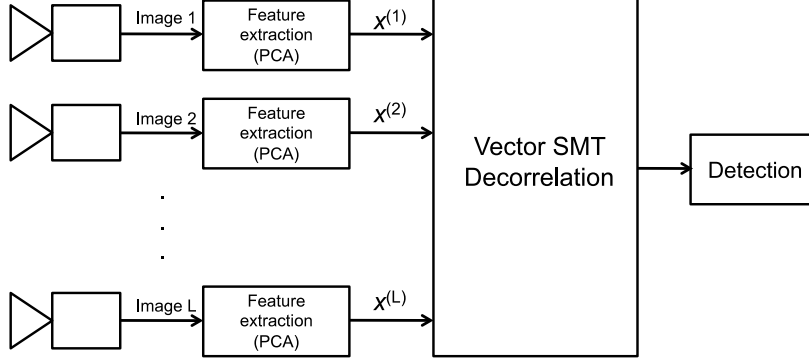 Image 1
Feature
extraction
(PCA)
x(1)
Image 2
Feature
extraction
(PCA)
x(2)
Vector SMT
Decorrelation
Detection
.
.
.
Image L
Feature
extraction
(PCA)
x(L)